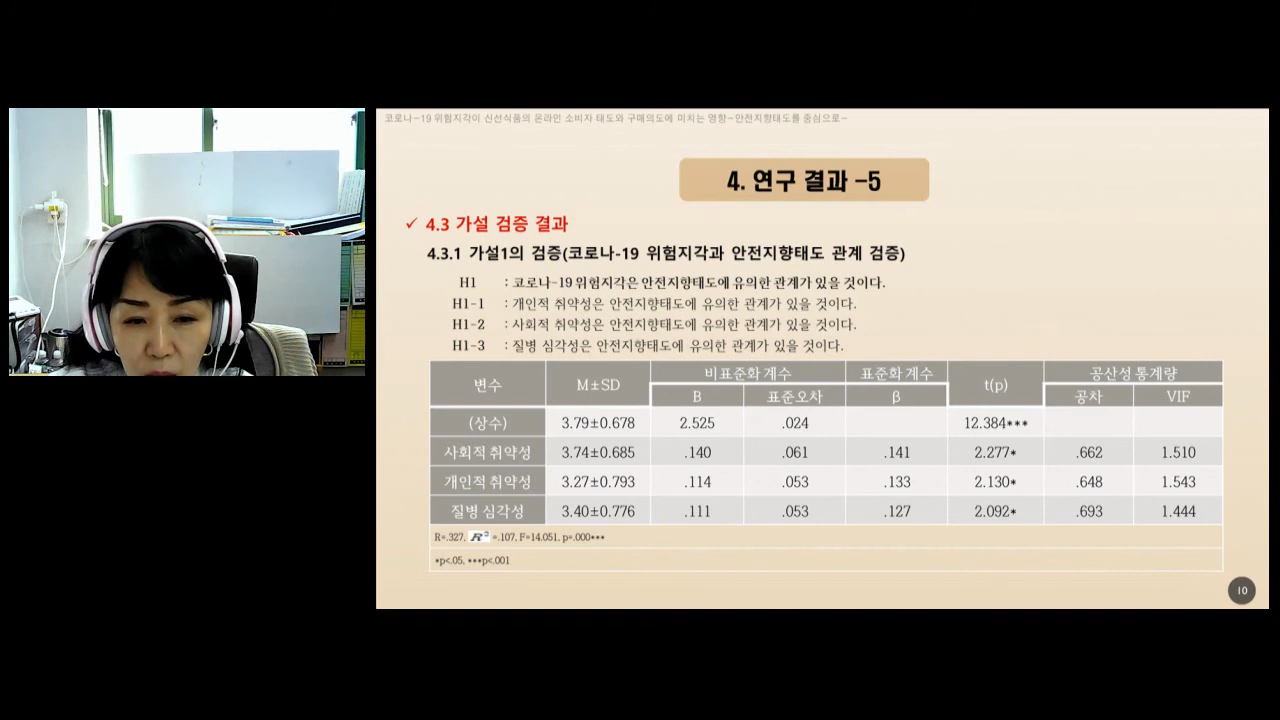 코로나-19 위험지각이 신선식품의 온라인 소비자 태도와 구매의도에 미치는 영향-안전지향태도를 중심으로-
4. 연구 결과 -5
✓ 4.3 가설 검증 결과
4.3.1 가설1의 검증(코로나-19 위험지각과 안전지향태도 관계 검증)
H1 : 코로나-19 위험지각은 안전지향태도에 유의한 관계가 있을 것이다.
H1-1 : 개인적 취약성은 안전지향태도에 유의한 관계가 있을 것이다.
H1-2 : 사회적 취약성은 안전지향태도에 유의한 관계가 있을 것이다.
H1-3 : 질병 심각성은 안전지향태도에 유의한 관계가 있을 것이다.
변수 M±SD 비표준화 계수 표준화 계수 t(p) 공산성 통계량
B 표준오차 β 공차 VIF
(상수) 3.79±0.678 2.525 .024 12.384***
사회적 취약성 3.74±0.685 .140 .061 .141 2.277* .662 1.510
개인적 취약성 3.27±0.793 .114 .053 .133 2.130* .648 1.543
질병 심각성 3.40±0.776 .111 .053 .127 2.092* .693 1.444
R=.327, R² =.107, F=14.051, p=.000***
*p<.05, ***p<.001
10